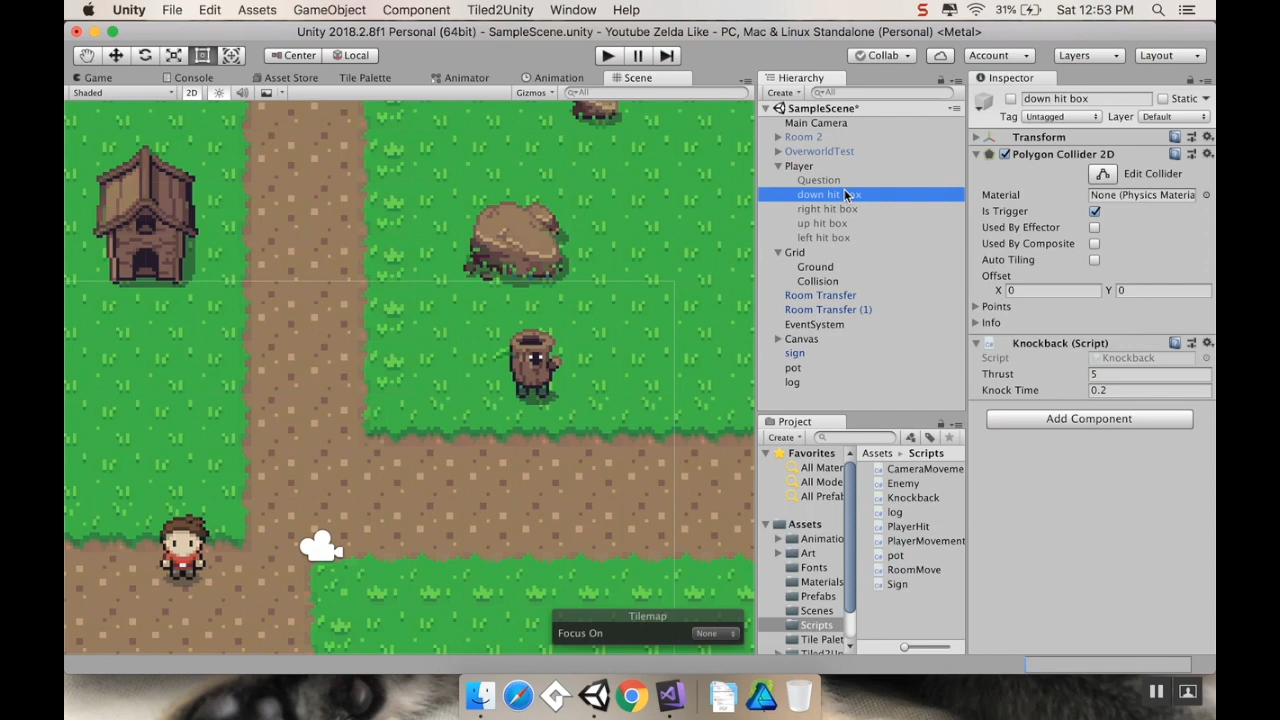 Unity File Edit Assets GameObject Component Tiled2Unity Window Help 31% Sat 12:53 PM
Unity 2018.2.8f1 Personal (64bit) - SampleScene.unity - Youtube Zelda Like - PC, Mac & Linux Standalone (Personal) <Metal>
Center Local Collab Account Layers Layout
Game Console Asset Store Tile Palette Animator Animation Scene
Shaded 2D Gizmos All
Tilemap
Focus On None
Hierarchy
Create All
SampleScene*
Main Camera
Room 2
OverworldTest
Player
Question
down hit box
right hit box
up hit box
left hit box
Grid
Ground
Collision
Room Transfer
Room Transfer (1)
EventSystem
Canvas
sign
pot
log
Project
Create
Favorites
All Mater
All Mode
All Prefab
Assets
Animatio
Art
Fonts
Materials
Prefabs
Scenes
Scripts
Tile Palet
Tiled2Un
Assets Scripts
CameraMoveme
Enemy
Knockback
log
PlayerHit
PlayerMovement
pot
RoomMove
Sign
Inspector
down hit box Static
Tag Untagged Layer Default
Transform
Polygon Collider 2D
Edit Collider
Material None (Physics Materia
Is Trigger
Used By Effector
Used By Composite
Auto Tiling
Offset
X 0 Y 0
Points
Info
Knockback (Script)
Script Knockback
Thrust 5
Knock Time 0.2
Add Component